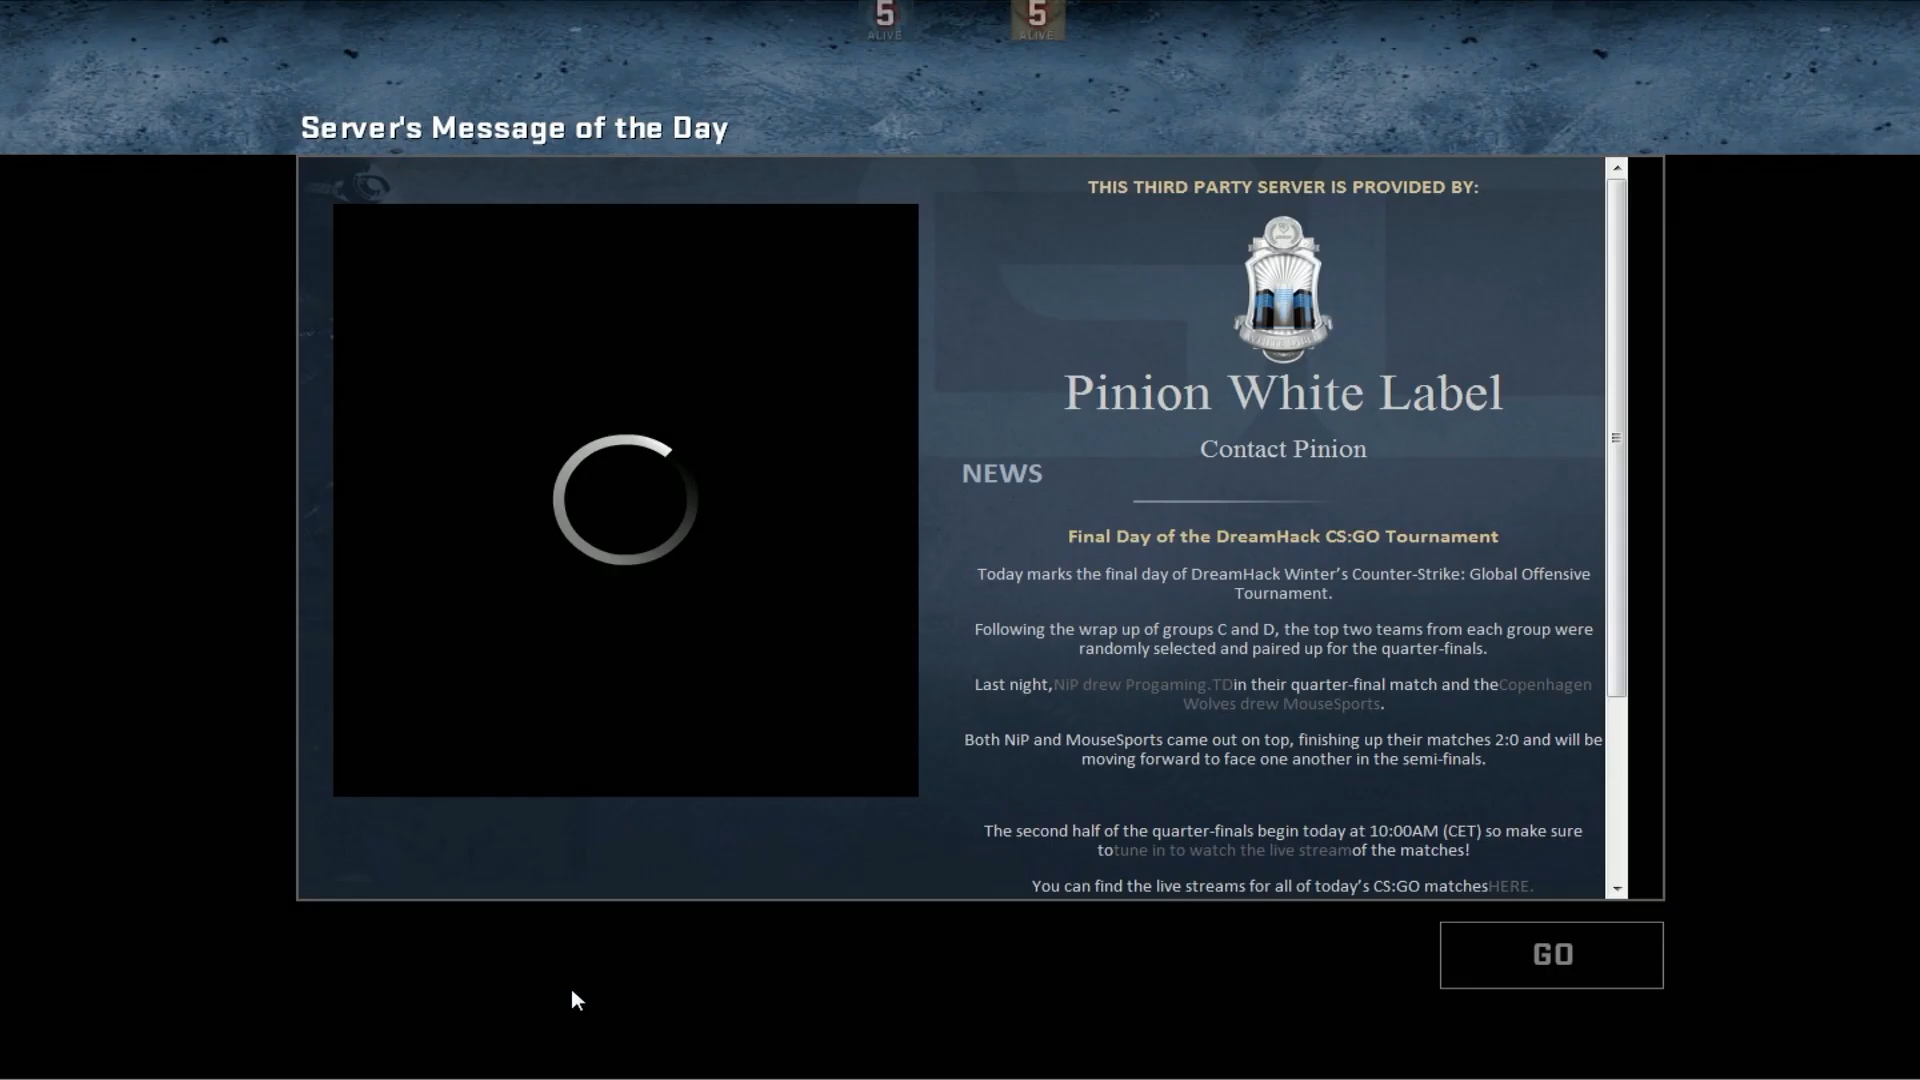 5
ALIVE
5
ALIVE
Server's Message of the Day
THIS THIRD PARTY SERVER IS PROVIDED BY:
WHITE LABEL
Pinion White Label
Contact Pinion
NEWS
Final Day of the DreamHack CS:GO Tournament
Today marks the final day of DreamHack Winter’s Counter-Strike: Global Offensive
Tournament.
Following the wrap up of groups C and D, the top two teams from each group were
randomly selected and paired up for the quarter-finals.
Last night,NiP drew Progaming.TDin their quarter-final match and theCopenhagen
Wolves drew MouseSports.
Both NiP and MouseSports came out on top, finishing up their matches 2:0 and will be
moving forward to face one another in the semi-finals.
The second half of the quarter-finals begin today at 10:00AM (CET) so make sure
totune in to watch the live streamof the matches!
You can find the live streams for all of today’s CS:GO matchesHERE.
GO